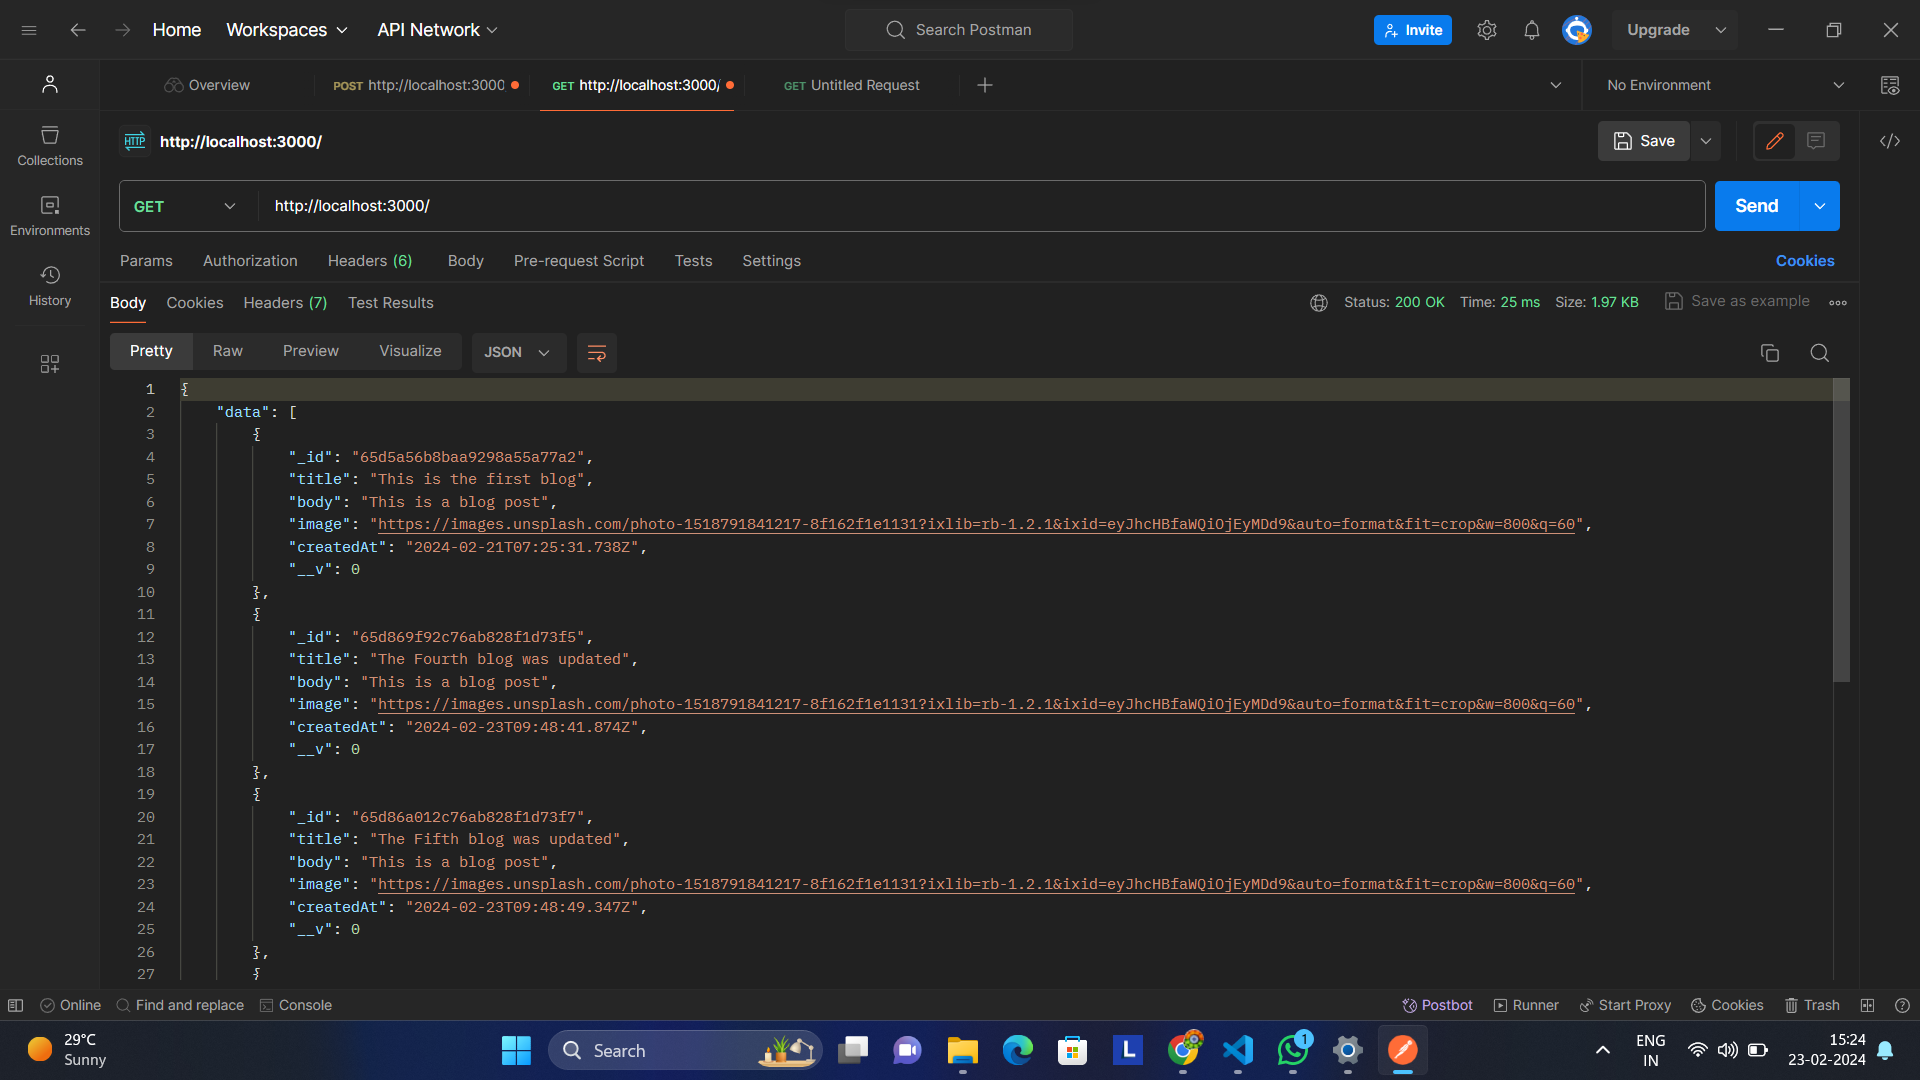 Home Workspaces API Network Search Postman Invite Upgrade
Overview POST http://localhost:3000 GET http://localhost:3000/ GET Untitled Request No Environment
HTTP http://localhost:3000/ Save
Collections
Environments
History
GET http://localhost:3000/ Send
Params Authorization Headers (6) Body Pre-request Script Tests Settings Cookies
Body Cookies Headers (7) Test Results Status: 200 OK Time: 25 ms Size: 1.97 KB Save as example
Pretty Raw Preview Visualize JSON
1 {
2 "data": [
3 {
4 "_id": "65d5a56b8baa9298a55a77a2",
5 "title": "This is the first blog",
6 "body": "This is a blog post",
7 "image": "https://images.unsplash.com/photo-1518791841217-8f162f1e1131?ixlib=rb-1.2.1&ixid=eyJhcHBfaWQiOjEyMDd9&auto=format&fit=crop&w=800&q=60",
8 "createdAt": "2024-02-21T07:25:31.738Z",
9 "__v": 0
10 },
11 {
12 "_id": "65d869f92c76ab828f1d73f5",
13 "title": "The Fourth blog was updated",
14 "body": "This is a blog post",
15 "image": "https://images.unsplash.com/photo-1518791841217-8f162f1e1131?ixlib=rb-1.2.1&ixid=eyJhcHBfaWQiOjEyMDd9&auto=format&fit=crop&w=800&q=60",
16 "createdAt": "2024-02-23T09:48:41.874Z",
17 "__v": 0
18 },
19 {
20 "_id": "65d86a012c76ab828f1d73f7",
21 "title": "The Fifth blog was updated",
22 "body": "This is a blog post",
23 "image": "https://images.unsplash.com/photo-1518791841217-8f162f1e1131?ixlib=rb-1.2.1&ixid=eyJhcHBfaWQiOjEyMDd9&auto=format&fit=crop&w=800&q=60",
24 "createdAt": "2024-02-23T09:48:49.347Z",
25 "__v": 0
26 },
27 {
Online Find and replace Console Postbot Runner Start Proxy Cookies Trash
29°C
Sunny
Search
L
1
ENG
IN
15:24
23-02-2024